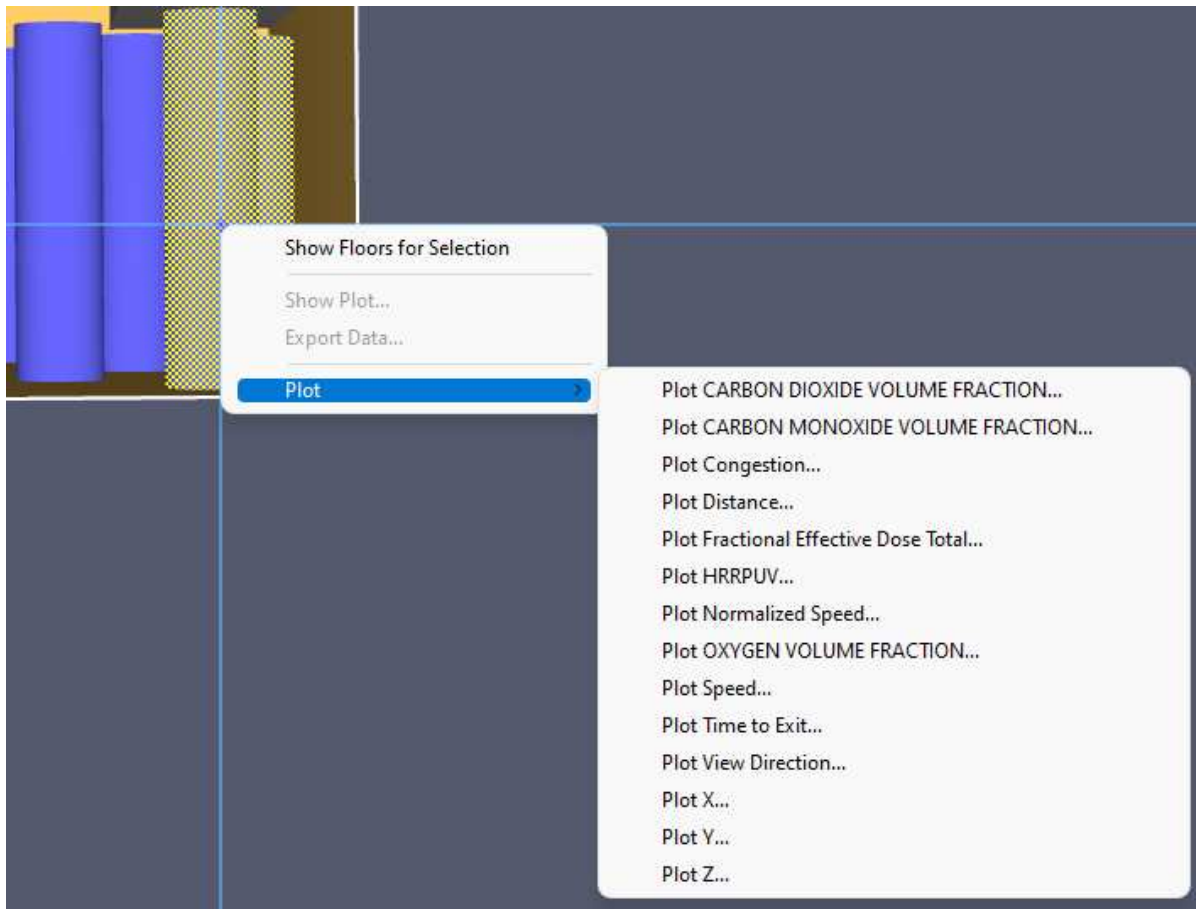 Show Floors for Selection
Show Plot...
Export Data...
Plot
Plot CARBON DIOXIDE VOLUME FRACTION...
Plot CARBON MONOXIDE VOLUME FRACTION...
Plot Congestion...
Plot Distance...
Plot Fractional Effective Dose Total...
Plot HRRPUV...
Plot Normalized Speed...
Plot OXYGEN VOLUME FRACTION...
Plot Speed...
Plot Time to Exit...
Plot View Direction...
Plot X...
Plot Y...
Plot Z...